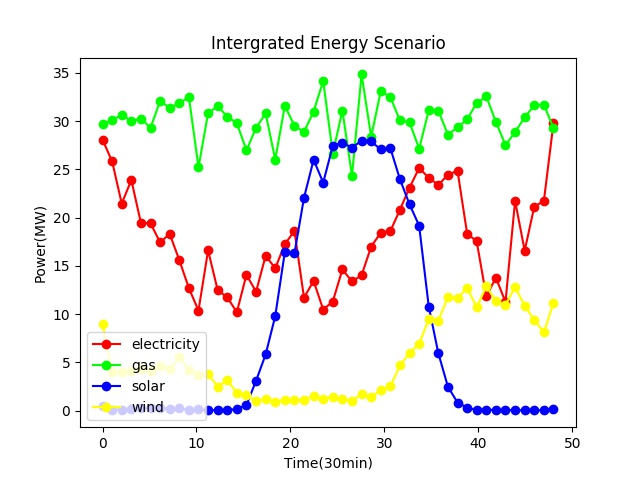 Intergrated Energy Scenario
Power(MW)
35
30
25
20
15
10
5
0
electricity
gas
solar
wind
0 10 20 30 40 50
Time(30min)